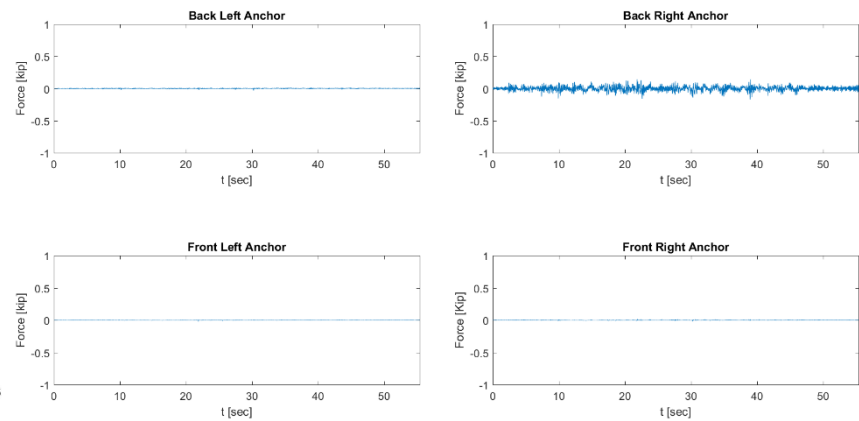 Back Left Anchor
1
0.5
0
-0.5
-1
Force [kip]
0 10 20 30 40 50
t [sec]
Back Right Anchor
1
0.5
0
-0.5
-1
Force [kip]
0 10 20 30 40 50
t [sec]
Front Left Anchor
1
0.5
0
-0.5
-1
Force [kip]
0 10 20 30 40 50
t [sec]
Front Right Anchor
1
0.5
0
-0.5
-1
Force [Kip]
0 10 20 30 40 50
t [sec]